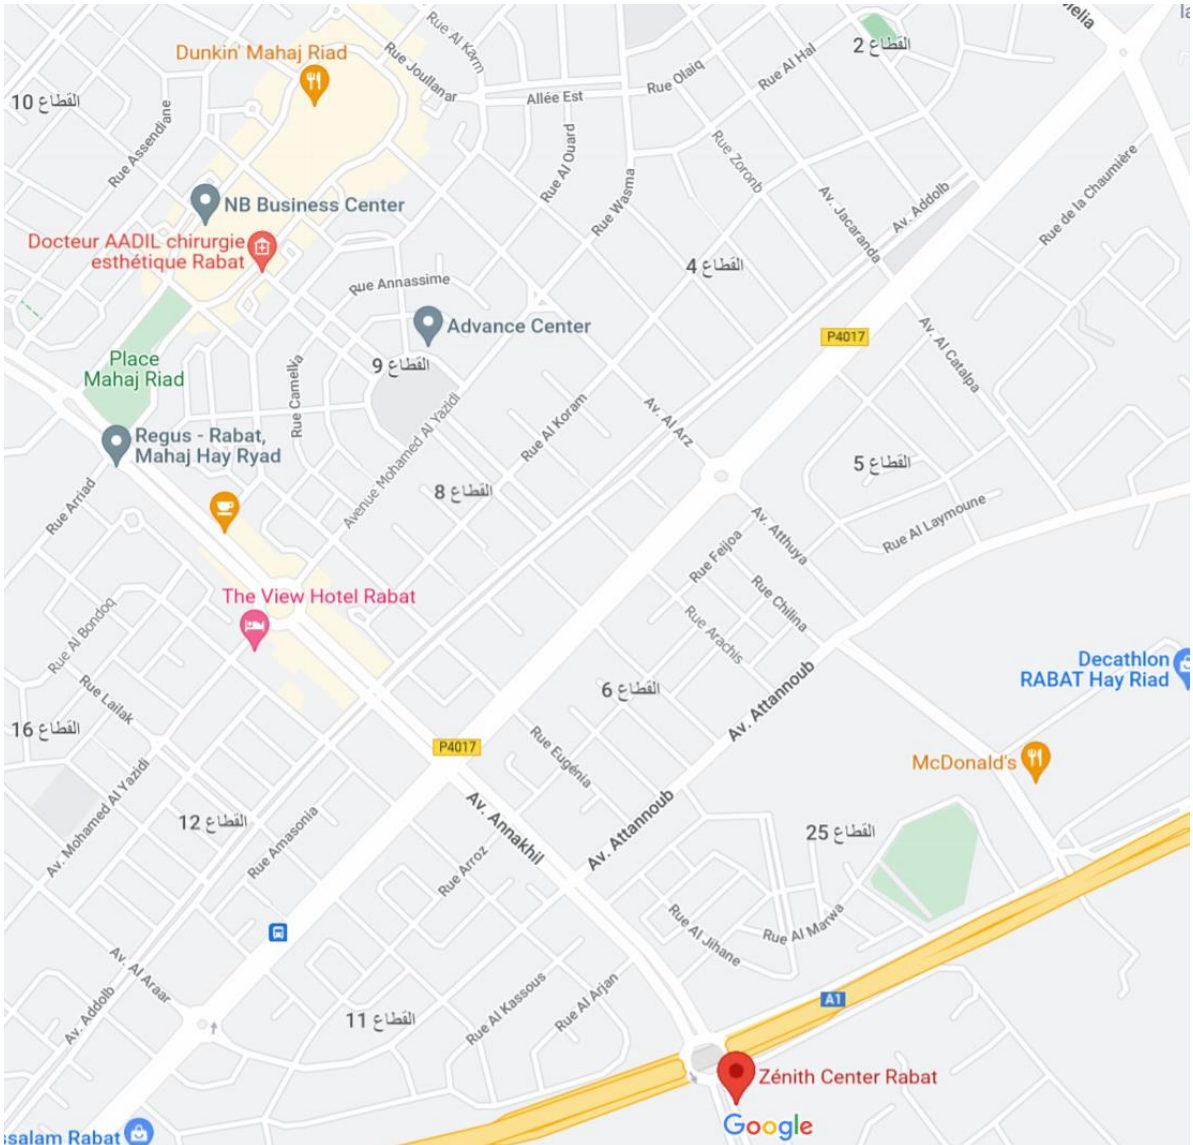 Rue Al Karm
Dunkin' Mahaj Riad
Rue Joullanar
القطاع 2
القطاع 10
Allée Est
Rue Olaiq
Rue Al Hal
Rue Assendiane
Rue Al Ouard
Rue Zoronb
Rue de la Chaumière
NB Business Center
Rue Wasma
Av. Jacaranda
Av. Addolb
Docteur AADIL chirurgie
esthétique Rabat
القطاع 4
Rue Annassime
Advance Center
P4017
Av. Al Catalpa
Place
Mahaj Riad
القطاع 9
Rue Camellia
Avenue Mohamed Al Yazidi
Rue Al Koram
Av. Al Arz
Regus - Rabat,
Mahaj Hay Ryad
القطاع 5
Rue Arriad
القطاع 8
Rue Al Laymoune
Av. Atthuya
Rue Feijoa
The View Hotel Rabat
Rue Chilina
Rue Al Bondoq
Rue Arachis
Decathlon
RABAT Hay Riad
Rue Lailak
القطاع 6
Av. Attannoub
القطاع 16
P4017
Rue Eugénia
McDonald's
Av. Mohamed Al Yazidi
القطاع 12
Rue Amasonia
Av. Annakhil
Av. Attannoub
القطاع 25
Rue Arroz
Rue Al Jihane
Rue Al Marwa
Av. Al Araar
Av. Addolb
القطاع 11
Rue Al Kassous
Rue Al Arjan
A1
Zénith Center Rabat
Google
ssalam Rabat